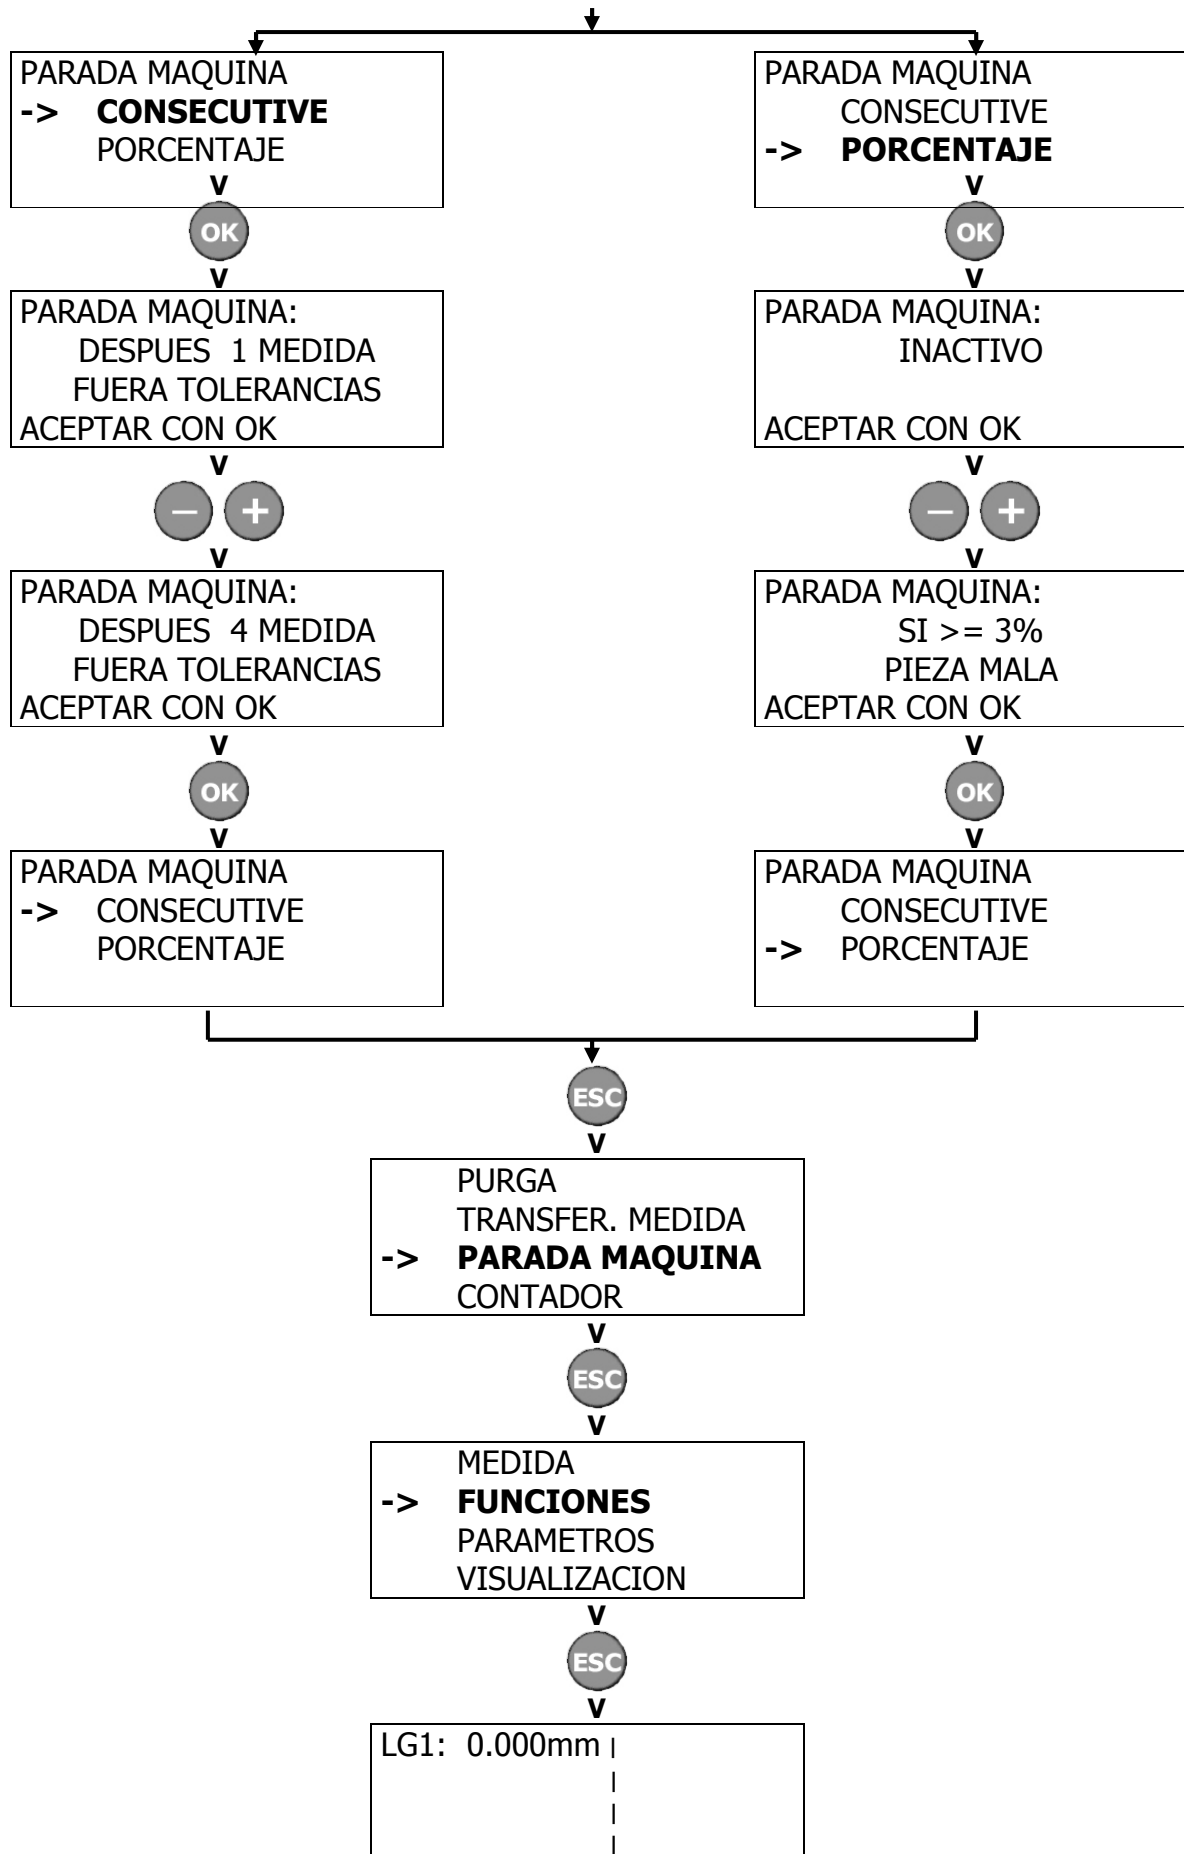 PARADA MAQUINA
-> CONSECUTIVE
PORCENTAJE
V
OK
V
PARADA MAQUINA:
DESPUES 1 MEDIDA
FUERA TOLERANCIAS
ACEPTAR CON OK
V
– +
V
PARADA MAQUINA:
DESPUES 4 MEDIDA
FUERA TOLERANCIAS
ACEPTAR CON OK
V
OK
V
PARADA MAQUINA
-> CONSECUTIVE
PORCENTAJE
PARADA MAQUINA
CONSECUTIVE
-> PORCENTAJE
V
OK
V
PARADA MAQUINA:
INACTIVO
ACEPTAR CON OK
V
– +
V
PARADA MAQUINA:
SI >= 3%
PIEZA MALA
ACEPTAR CON OK
V
OK
V
PARADA MAQUINA
CONSECUTIVE
-> PORCENTAJE
ESC
V
PURGA
TRANSFER. MEDIDA
-> PARADA MAQUINA
CONTADOR
V
ESC
V
MEDIDA
-> FUNCIONES
PARAMETROS
VISUALIZACION
V
ESC
V
LG1: 0.000mm |
|
|
|